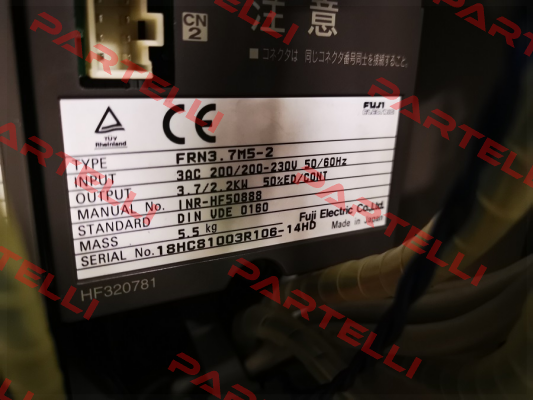 CN
2
注 意
■ コネクタは 同じコネクタ番号同士を接続すること。
TÜV
Rheinland
CE
FUJI
ELECTRIC
TYPE FRN3.7M5-2
INPUT 3AC 200/200-230V 50/60Hz
OUTPUT 3.7/2.2kW 50%ED/CONT
MANUAL No. INR-HF50888
STANDARD DIN VDE 0160
MASS 5.5 kg Fuji Electric Co.,Ltd.
SERIAL No. 18HC81003R106-14HD Made in Japan
HF320781
PARTELLI
PARTELLI
PARTELLI
PARTELLI
PARTELLI
PARTELLI